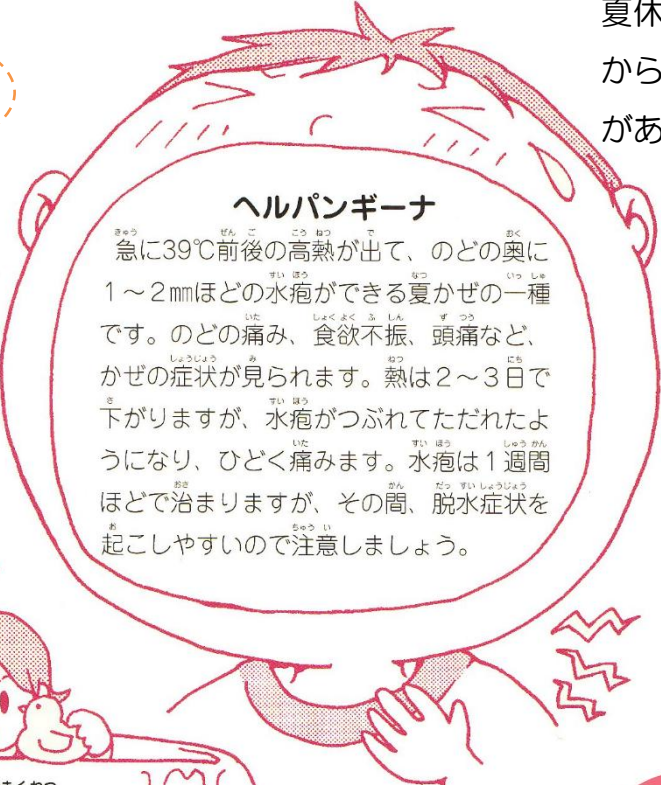 夏休
から
があ
ヘルパンギーナ
急に39℃前後の高熱が出て、のどの奥に
1〜2㎜ほどの水疱ができる夏かぜの一種
です。のどの痛み、食欲不振、頭痛など、
かぜの症状が見られます。熱は2〜3日で
下がりますが、水疱がつぶれてただれたよ
うになり、ひどく痛みます。水疱は1週間
ほどで治まりますが、その間、脱水症状を
起こしやすいので注意しましょう。